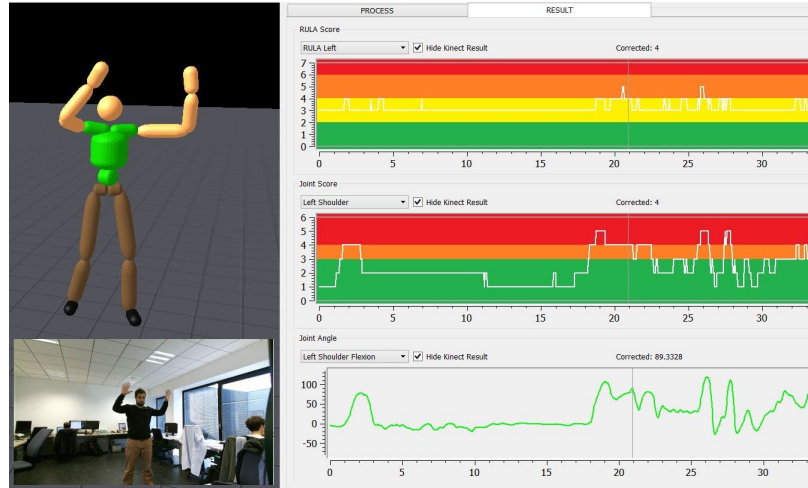 PROCESS RESULT
RULA Score
RULA Left Hide Kinect Result Corrected: 4
7
6
5
4
3
2
1
0
0 5 10 15 20 25 30
Joint Score
Left Shoulder Hide Kinect Result Corrected: 4
6
5
4
3
2
1
0
0 5 10 15 20 25 30
Joint Angle
Left Shoulder Flexion Hide Kinect Result Corrected: 89.3328
100
50
0
-50
0 5 10 15 20 25 30